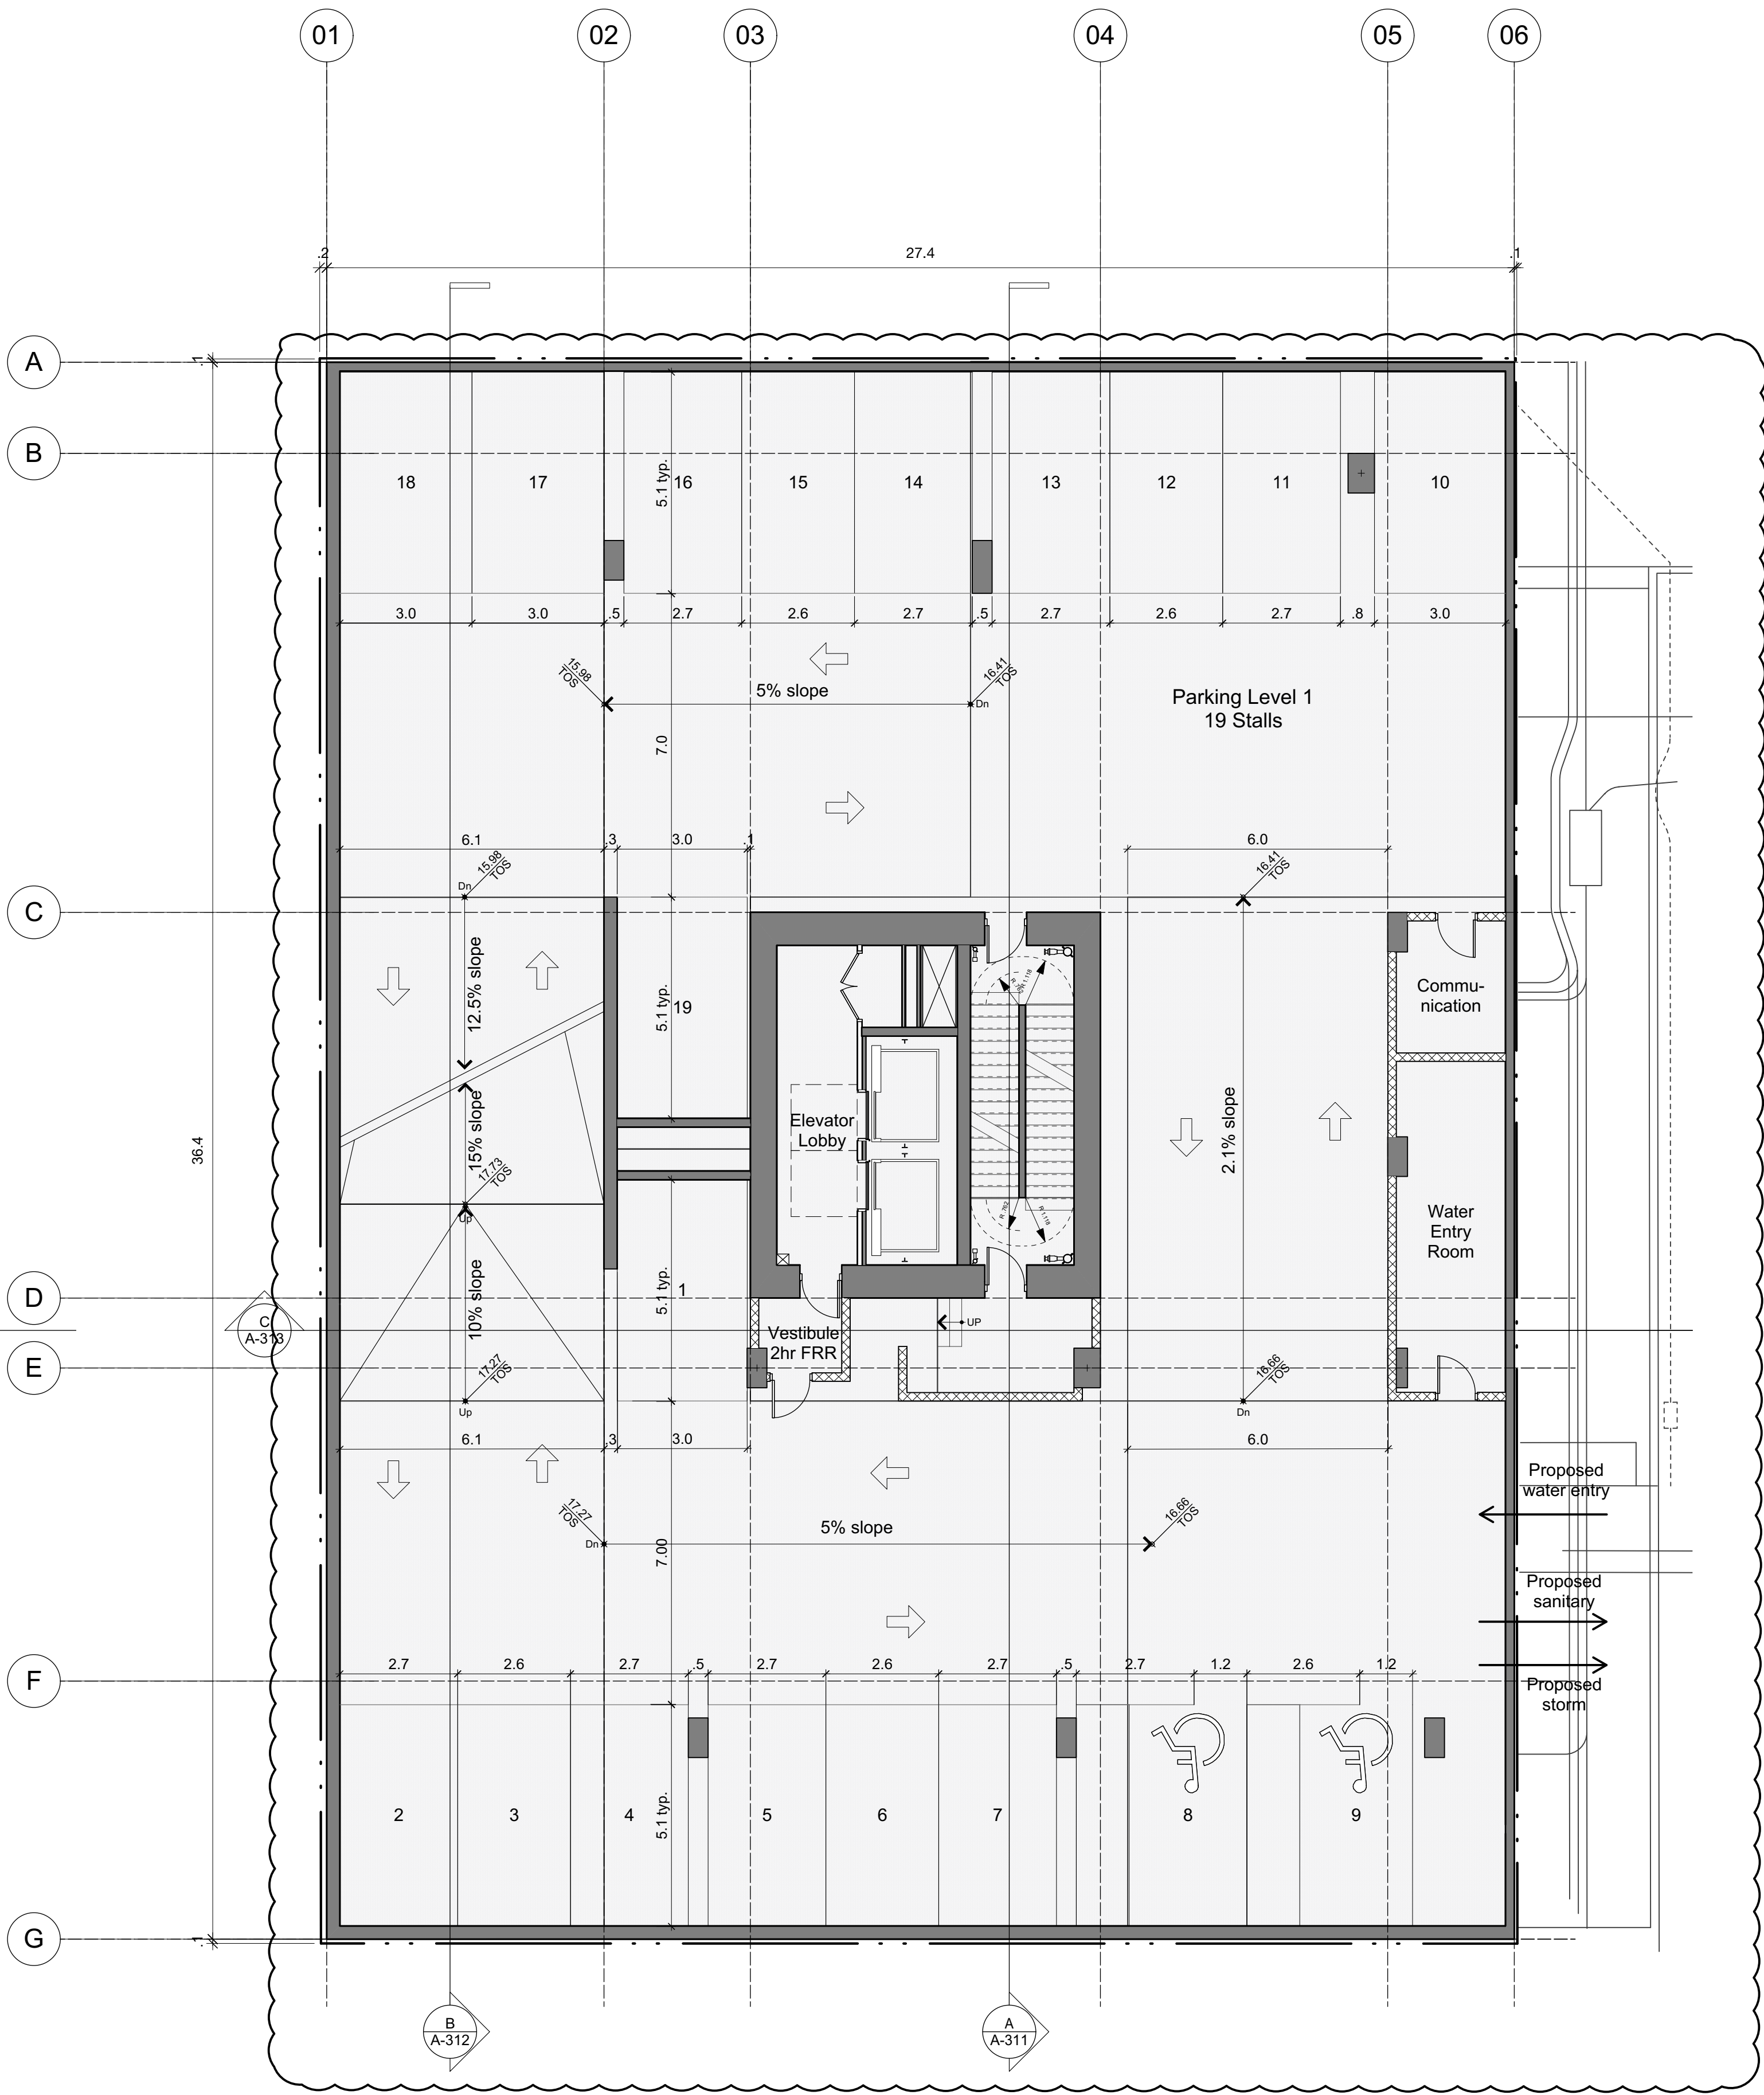 01
02
03
04
05
06
.2
27.4
.1
A
.1
B
18
17
16
15
14
13
12
11
10
5.1 typ.
3.0
3.0
.5
2.7
2.6
2.7
.5
2.7
2.6
2.7
.8
3.0
15.98
TOS
5% slope
16.41
TOS
Dn
Parking Level 1
19 Stalls
7.0
6.1
.3
3.0
.1
6.0
15.98
TOS
Dn
16.41
TOS
C
12.5% slope
5.1 typ.
19
Commu-
nication
R 1.118
36.4
15% slope
Elevator
Lobby
2.1% slope
17.73
TOS
Up
Water
Entry
Room
R .762
R 1.118
10% slope
5.1 typ.
1
D
C
A-313
Vestibule
2hr FRR
UP
E
17.27
TOS
Up
16.66
TOS
Dn
6.1
.3
3.0
6.0
Proposed
water entry
17.27
TOS
Dn
5% slope
16.66
TOS
7.00
Proposed
sanitary
F
2.7
2.6
2.7
.5
2.7
2.6
2.7
.5
2.7
1.2
2.6
1.2
Proposed
storm
5.1 typ.
2
3
4
5
6
7
8
9
G
.1
B
A-312
A
A-311